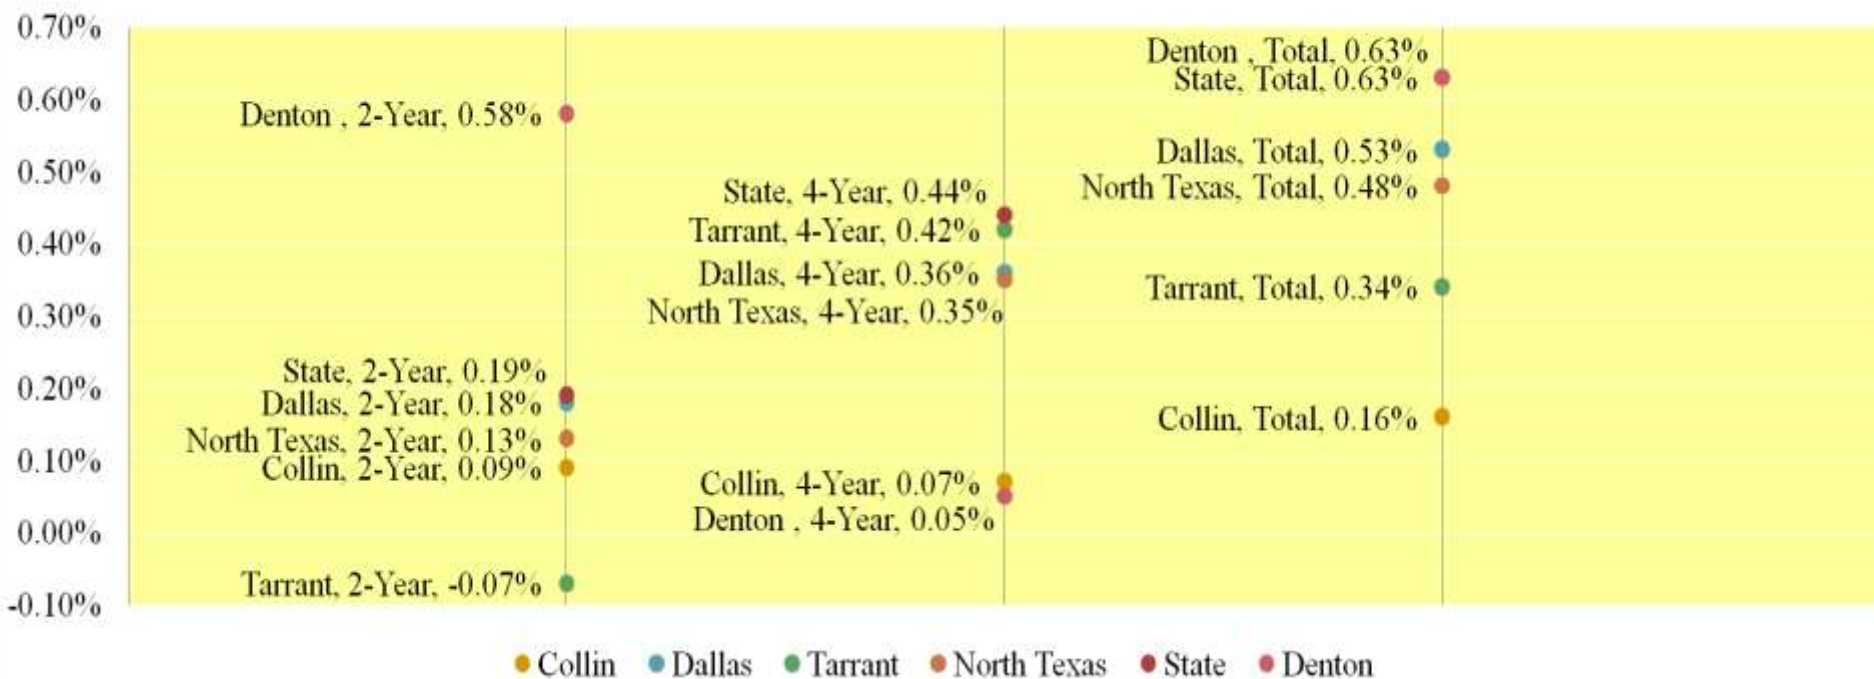 0.70%
0.60%
0.50%
0.40%
0.30%
0.20%
0.10%
0.00%
-0.10%
Denton , 2-Year, 0.58%
State, 2-Year, 0.19%
Dallas, 2-Year, 0.18%
North Texas, 2-Year, 0.13%
Collin, 2-Year, 0.09%
Tarrant, 2-Year, -0.07%
State, 4-Year, 0.44%
Tarrant, 4-Year, 0.42%
Dallas, 4-Year, 0.36%
North Texas, 4-Year, 0.35%
Collin, 4-Year, 0.07%
Denton , 4-Year, 0.05%
Denton , Total, 0.63%
State, Total, 0.63%
Dallas, Total, 0.53%
North Texas, Total, 0.48%
Tarrant, Total, 0.34%
Collin, Total, 0.16%
Collin Dallas Tarrant North Texas State Denton